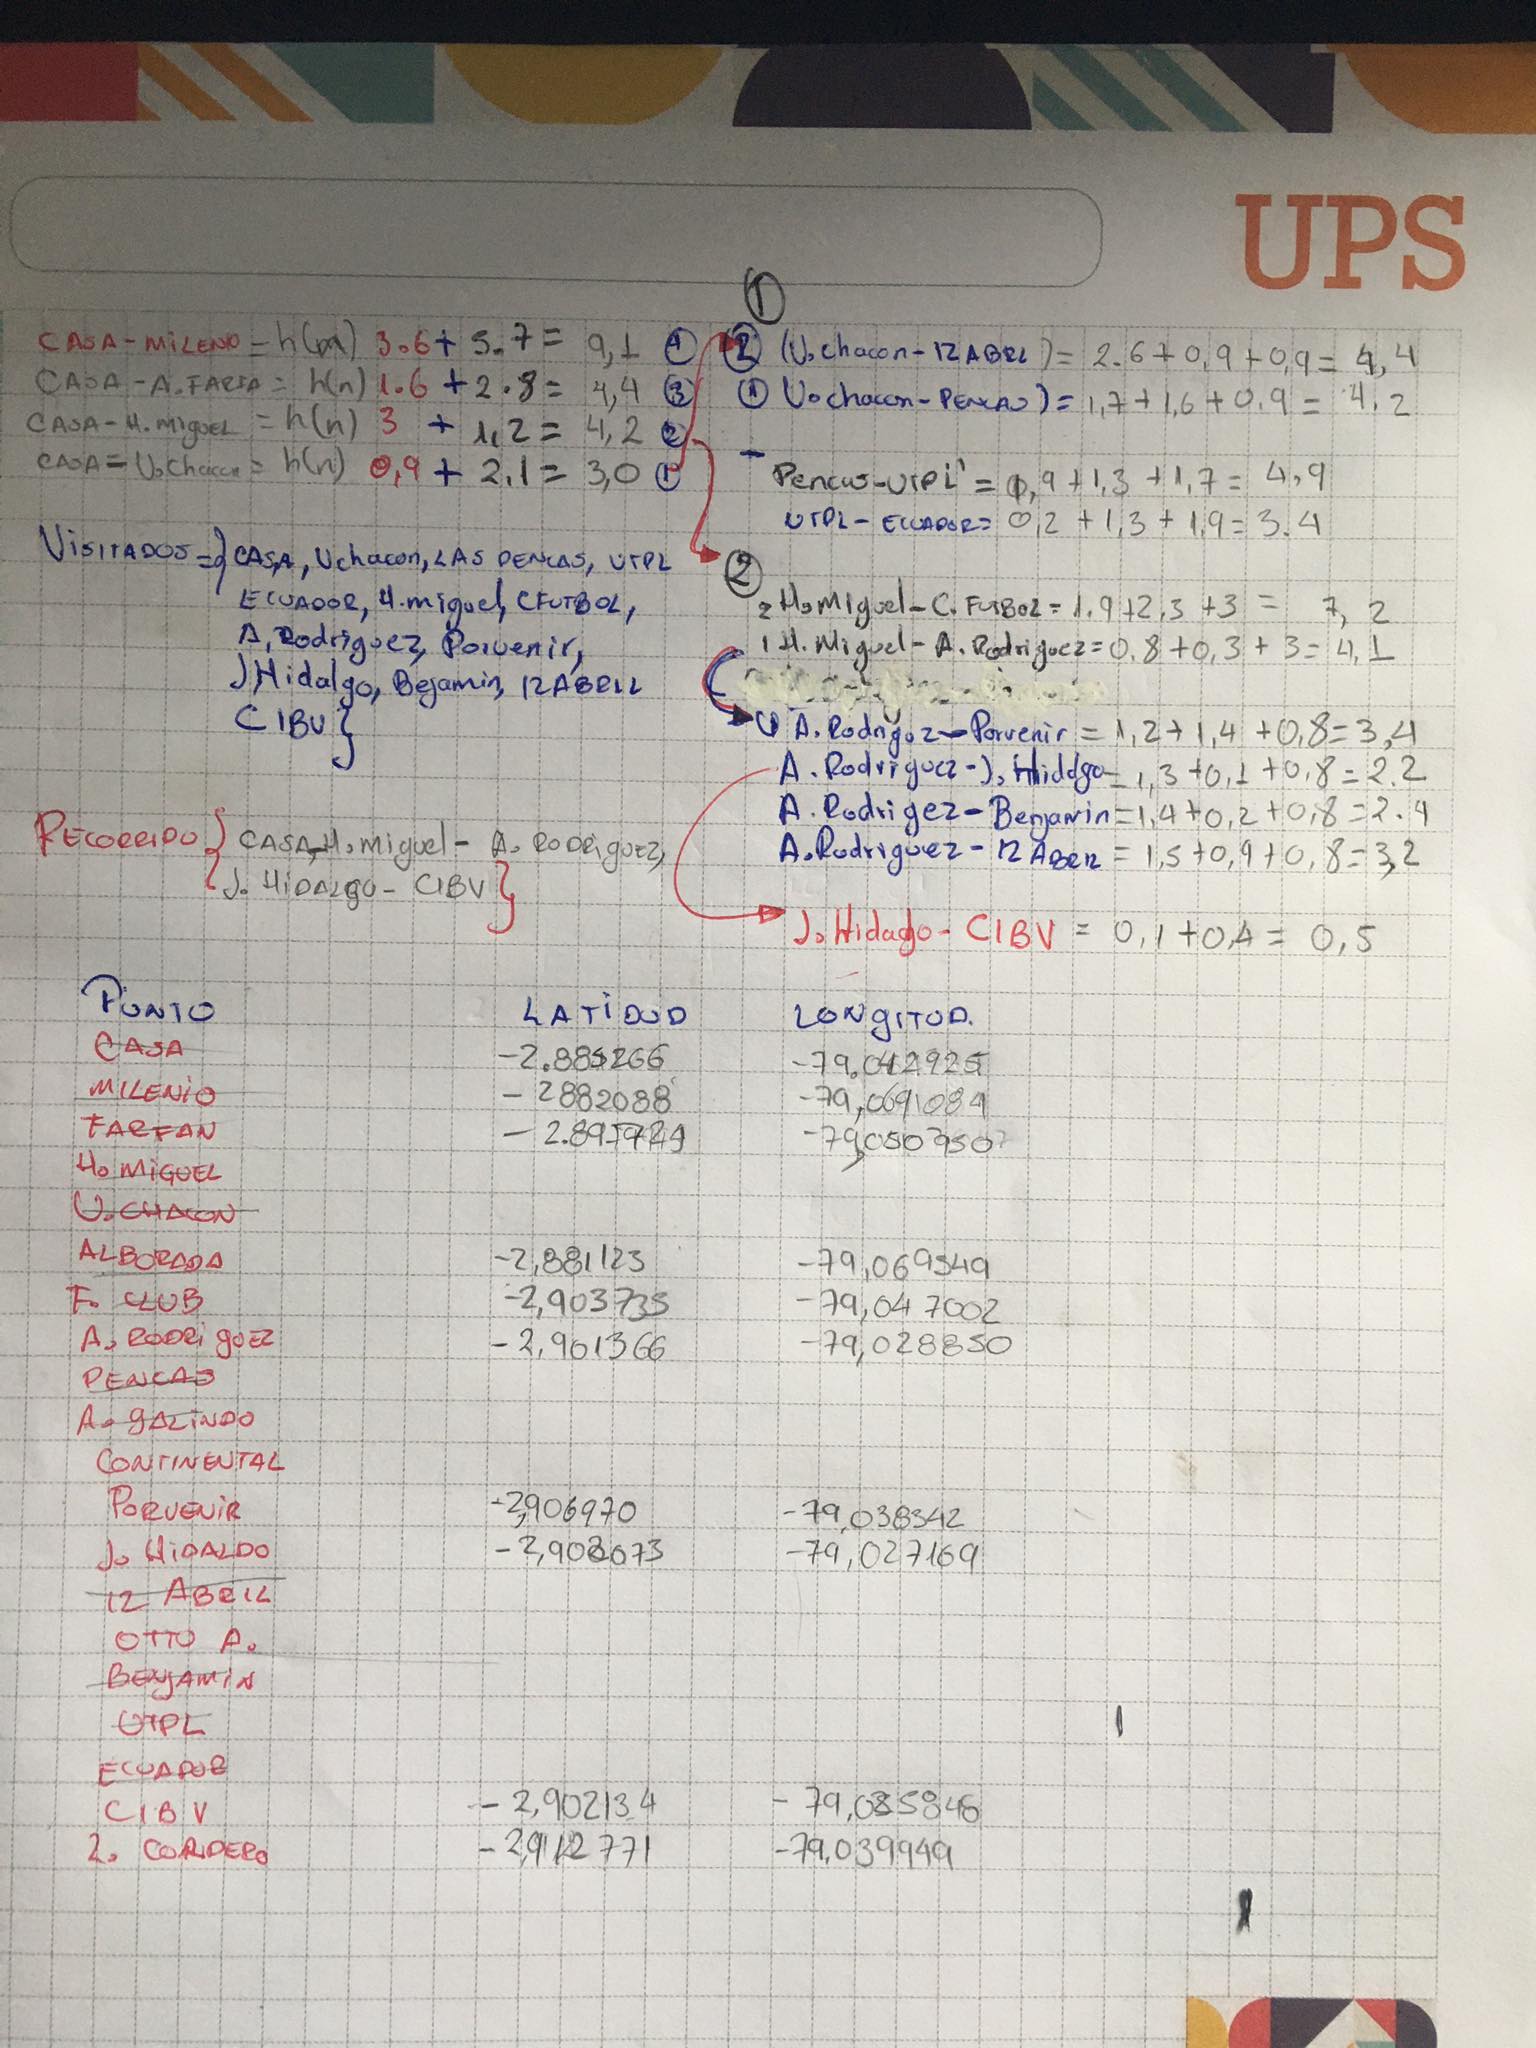 UPS
CASA-MILENIO = h(n) 3.6 + 5.7 = 9,1 4
CASA - A. FARFA = h(n) 1.6 + 2.8 = 4,4 3
CASA - H. MIGUEL = h(n) 3 + 1,2 = 4,2 2
CASA = U. Chacon = h(n) 0,9 + 2.1 = 3,0 1
VISITADOS = { CASA, Uchacon, LAS PENCAS, UTPL
ECUADOR, H. miguel, CFUTBOL,
A. Rodriguez, Porvenir,
J, Hidalgo, Bejamin, 12 ABRIL
CIBV }
RECORRIDO { CASA, H. Miguel - A. RODRIGUEZ,
J. HIDALGO - CIBV }
1
2 (U. chacon - 12 ABRL) = 2.6 + 0,9 + 0,9 = 4,4
1 U. chacon - PENCAS) = 1,7 + 1,6 + 0.9 = 4.2
Pencas - UTPL = 1,9 + 1,3 + 1,7 = 4,9
UTPL - ECUADOR = 0,2 + 1,3 + 1,9 = 3.4
2
2 H. Miguel - C. FUTBOL = 1.9 + 2,3 + 3 = 7, 2
1 H. Miguel - A. Rodriguez = 0.8 + 0,3 + 3 = 4,1
1 A. Rodrigoz - Porvenir = 1,2 + 1,4 + 0,8 = 3,4
A. Rodriguez - J. Hiddgo = 1,3 + 0,1 + 0,8 = 2.2
A. Rodrigez - Benjamin = 1,4 + 0,2 + 0,8 = 2.4
A. Rodriguez - 12 ABRIL = 1,5 + 0,9 + 0,8 = 3,2
J. Hidago - CIBV = 0,1 + 0,4 = 0,5
PUNTO LATIDUD LONGITUD.
CASA -2.885266 -79.042925
MILENIO -2882088 -79,0691084
FARFAN
H. MIGUEL
U. CHACON
ALBORADA -2,881123 -79,069549
F. CLUB -2,903735 -79,047002
A. RODRIGUEZ -2,901366 -79,028850
PENCAS
A. GALINDO
CONTINENTAL
PORVENIR -2,906970 -79,038342
J. HIDALDO -2,903073 -79,027169
12 ABRIL
OTTO A.
BENJAMIN
UTPL
ECUADOR
CIBV -2,902134 -79,035846
2. CORDERO -2,912771 -79,039949